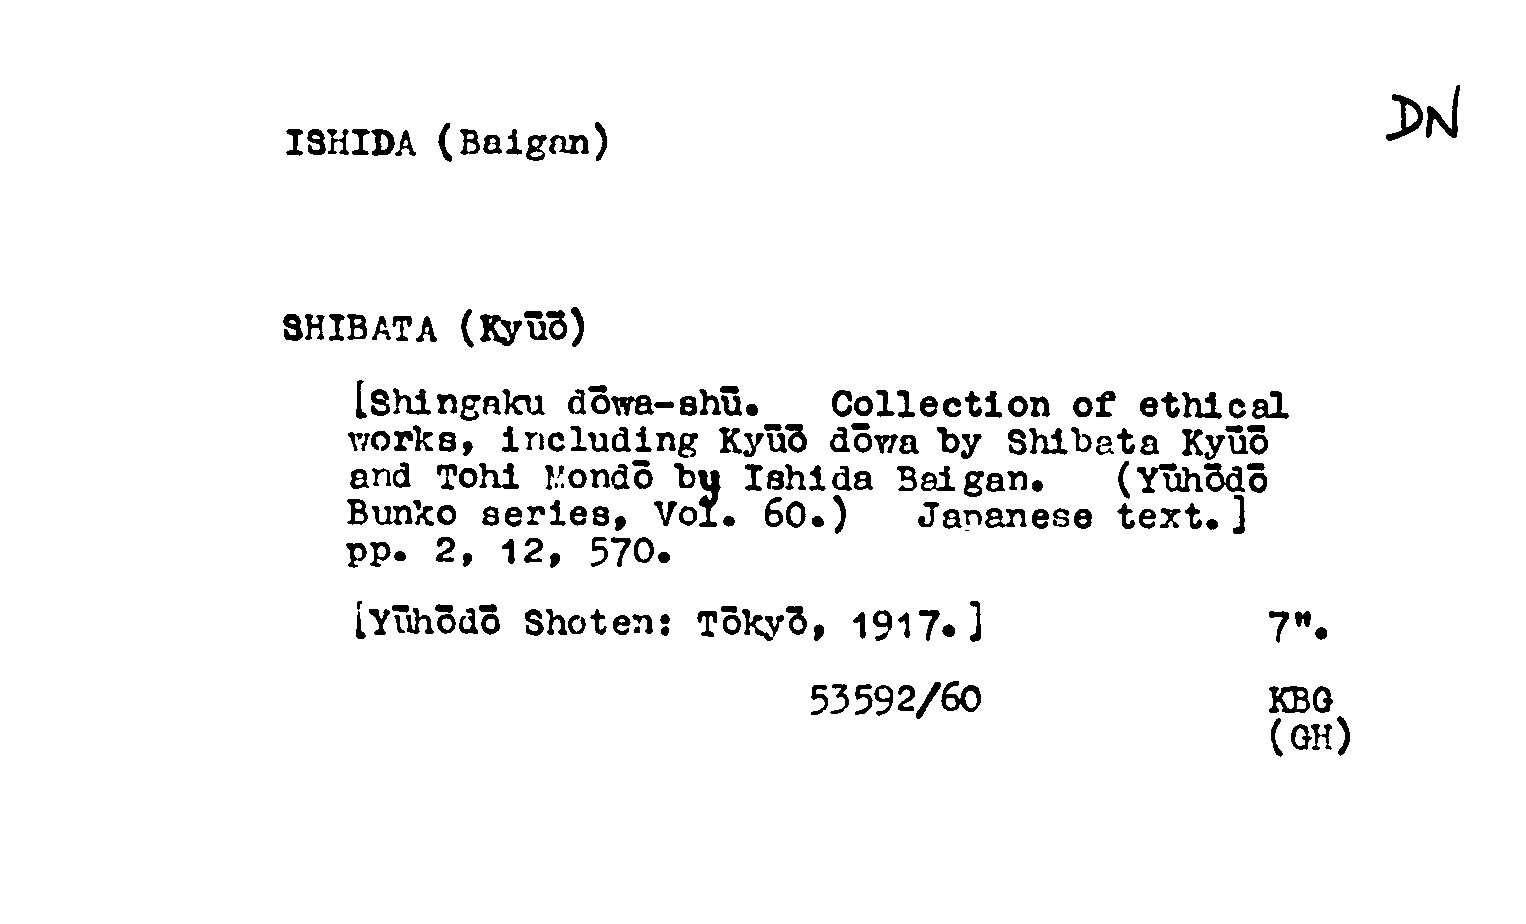 DN
ISHIDA (Baigan)
SHIBATA (Kyūō)
[Shingaku dōwa-shū. Collection of ethical
works, including Kyūō dōwa by Shibata Kyūō
and Tohi Mondō by Ishida Baigan. (Yūhōdō
Bunko series, Vol. 60.) Japanese text.]
pp. 2, 12, 570.
[Yūhōdō Shoten: Tōkyō, 1917.] 7".
53592/60 KBG
(GH)